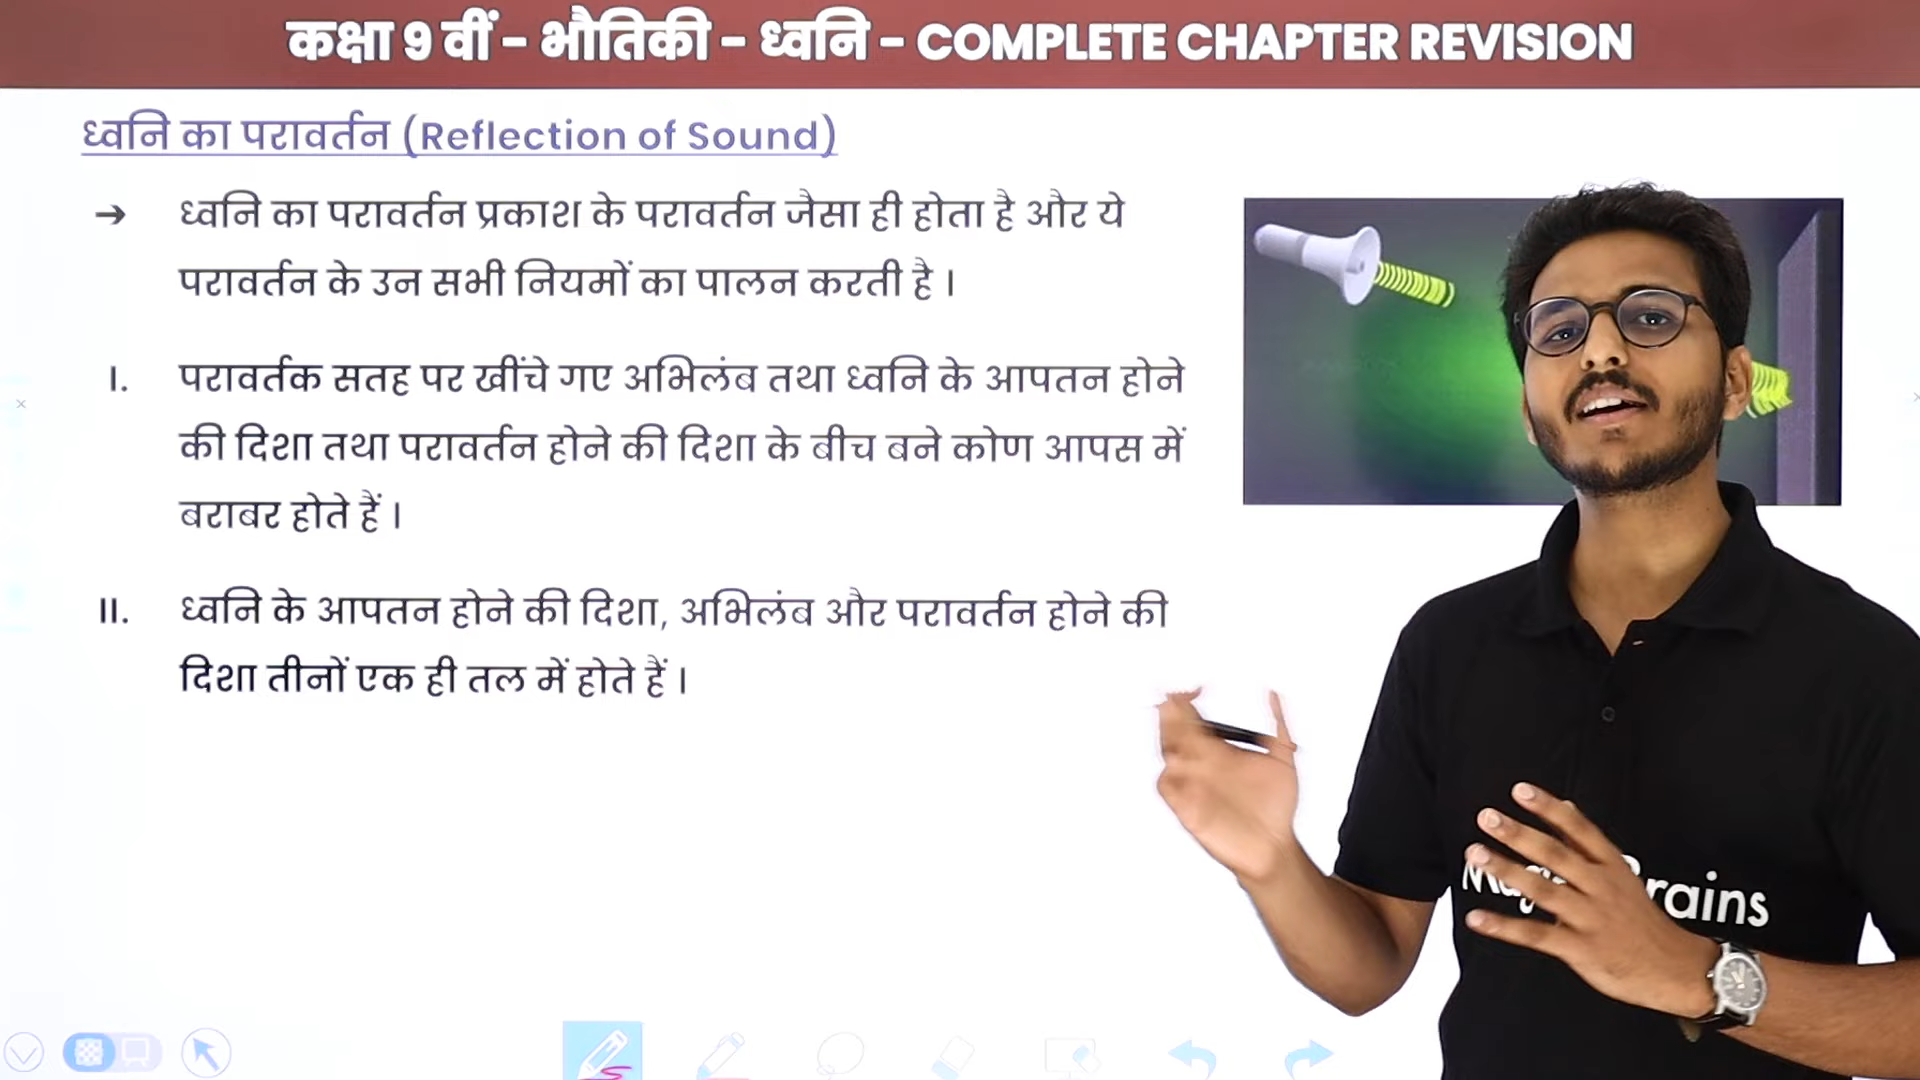 कक्षा 9 वीं - भौतिकी - ध्वनि - COMPLETE CHAPTER REVISION
ध्वनि का परावर्तन (Reflection of Sound)
➔ ध्वनि का परावर्तन प्रकाश के परावर्तन जैसा ही होता है और ये
परावर्तन के उन सभी नियमों का पालन करती है ।
I. परावर्तक सतह पर खींचे गए अभिलंब तथा ध्वनि के आपतन होने
की दिशा तथा परावर्तन होने की दिशा के बीच बने कोण आपस में
बराबर होते हैं ।
II. ध्वनि के आपतन होने की दिशा, अभिलंब और परावर्तन होने की
दिशा तीनों एक ही तल में होते हैं ।